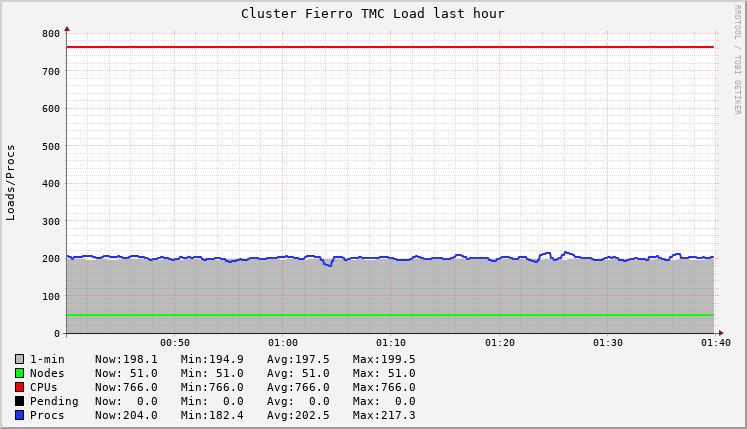 Cluster Fierro TMC Load last hour
RRDTOOL / TOBI OETIKER
Loads/Procs
800
700
600
500
400
300
200
100
0
00:50 01:00 01:10 01:20 01:30 01:40
1-min Now:198.1 Min:194.9 Avg:197.5 Max:199.5
Nodes Now: 51.0 Min: 51.0 Avg: 51.0 Max: 51.0
CPUs Now:766.0 Min:766.0 Avg:766.0 Max:766.0
Pending Now: 0.0 Min: 0.0 Avg: 0.0 Max: 0.0
Procs Now:204.0 Min:182.4 Avg:202.5 Max:217.3